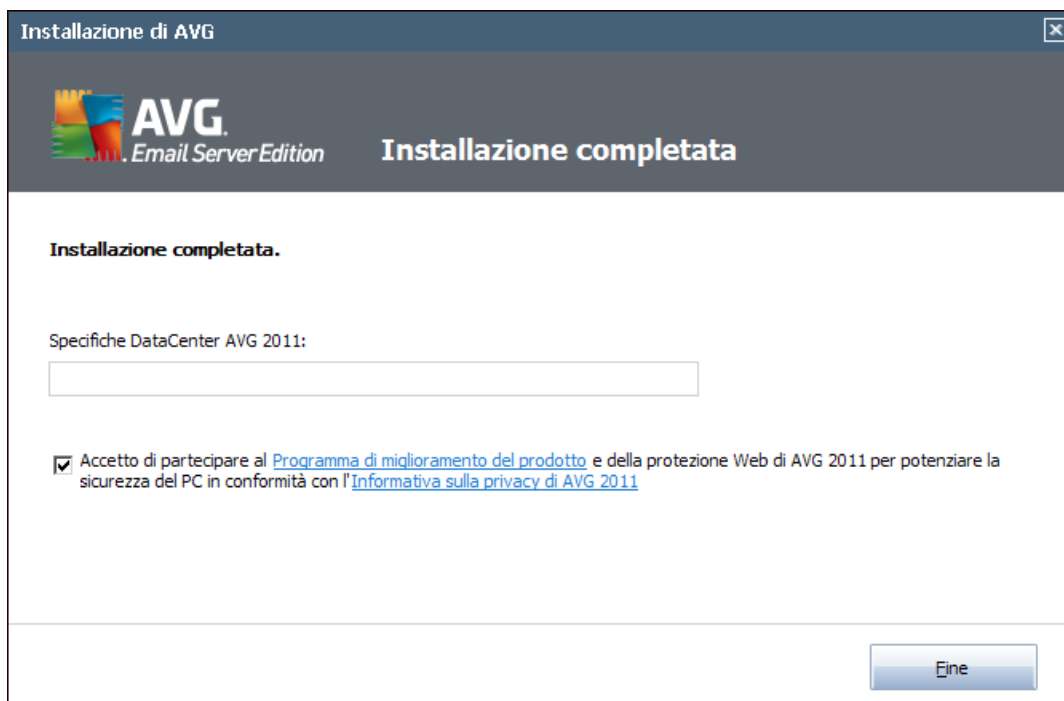 Installazione di AVG
AVG.
Email Server Edition
Installazione completata
Installazione completata.
Specifiche DataCenter AVG 2011:
Accetto di partecipare al Programma di miglioramento del prodotto e della protezione Web di AVG 2011 per potenziare la
sicurezza del PC in conformità con l'Informativa sulla privacy di AVG 2011
Fine